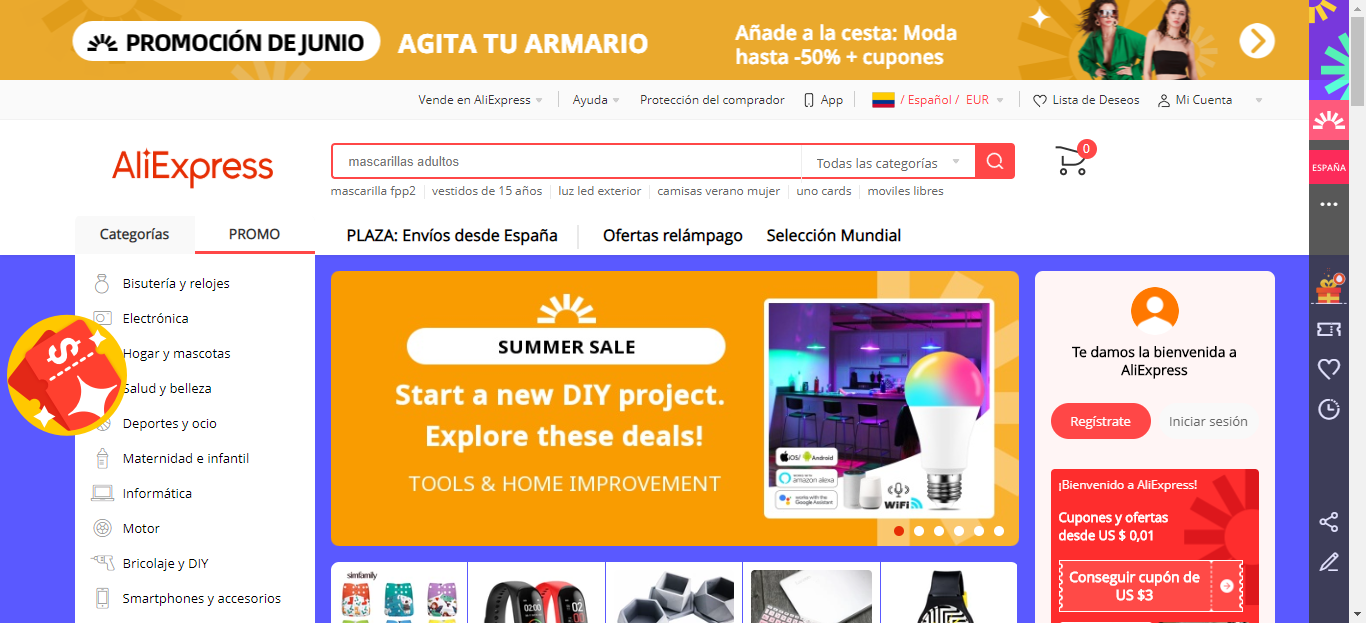 PROMOCIÓN DE JUNIO
AGITA TU ARMARIO
Añade a la cesta: Moda
hasta -50% + cupones
Vende en AliExpress
Ayuda
Protección del comprador
App
/ Español / EUR
Lista de Deseos
Mi Cuenta
AliExpress
mascarillas adultos
Todas las categorías
0
mascarilla fpp2
vestidos de 15 años
luz led exterior
camisas verano mujer
uno cards
moviles libres
ESPAÑA
Categorías
PROMO
PLAZA: Envíos desde España
Ofertas relámpago
Selección Mundial
Bisutería y relojes
Electrónica
Hogar y mascotas
Salud y belleza
Deportes y ocio
Maternidad e infantil
Informática
Motor
Bricolaje y DIY
Smartphones y accesorios
$
SUMMER SALE
Start a new DIY project.
Explore these deals!
TOOLS & HOME IMPROVEMENT
iOS/ Android
amazon alexa
works with the
Google Assistant
WiFi
Te damos la bienvenida a
AliExpress
Regístrate
Iniciar sesión
¡Bienvenido a AliExpress!
Cupones y ofertas
desde US $ 0,01
Conseguir cupón de
US $3
simfamily